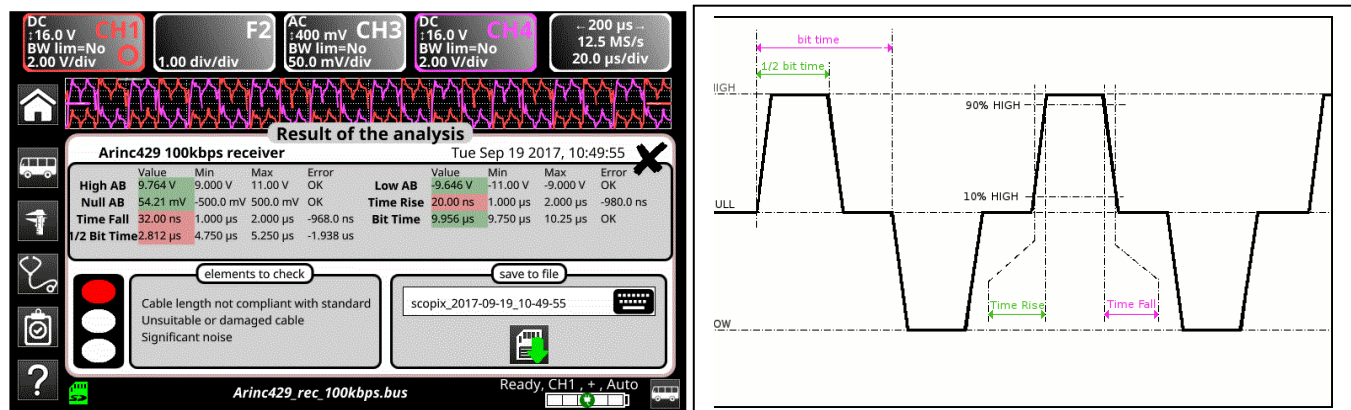 DC
↕16.0 V CH1
BW lim=No
2.00 V/div
F2
1.00 div/div
AC
↕400 mV CH3
BW lim=No
50.0 mV/div
DC
↕16.0 V CH4
BW lim=No
2.00 V/div
←200 µs→
12.5 MS/s
20.0 µs/div
Result of the analysis
Arinc429 100kbps receiver Tue Sep 19 2017, 10:49:55
Value Min Max Error Value Min Max Error
High AB 9.764 V 9.000 V 11.00 V OK Low AB -9.646 V -11.00 V -9.000 V OK
Null AB 54.21 mV -500.0 mV 500.0 mV OK Time Rise 20.00 ns 1.000 µs 2.000 µs -980.0 ns
Time Fall 32.00 ns 1.000 µs 2.000 µs -968.0 ns Bit Time 9.956 µs 9.750 µs 10.25 µs OK
1/2 Bit Time 2.812 µs 4.750 µs 5.250 µs -1.938 us
elements to check
Cable length not compliant with standard
Unsuitable or damaged cable
Significant noise
save to file
scopix_2017-09-19_10-49-55
?
Arinc429_rec_100kbps.bus
Ready, CH1 , + , Auto
bit time
1/2 bit time
IIGH
90% HIGH
10% HIGH
ULL
Time Rise
Time Fall
OW